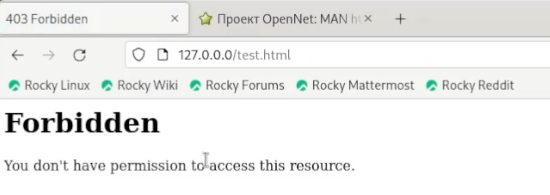 403 Forbidden
Проект OpenNet: MAN
127.0.0.0/test.html
Rocky Linux Rocky Wiki Rocky Forums Rocky Mattermost Rocky Reddit
Forbidden
You don't have permission to access this resource.